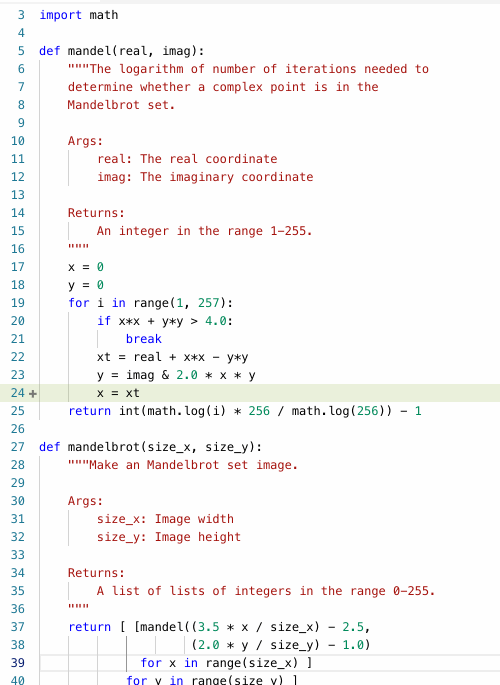 3 import math
4
5 def mandel(real, imag):
6     """The logarithm of number of iterations needed to
7     determine whether a complex point is in the
8     Mandelbrot set.
9
10     Args:
11         real: The real coordinate
12         imag: The imaginary coordinate
13
14     Returns:
15         An integer in the range 1-255.
16     """
17     x = 0
18     y = 0
19     for i in range(1, 257):
20         if x*x + y*y > 4.0:
21             break
22         xt = real + x*x - y*y
23         y = imag & 2.0 * x * y
24 +         x = xt
25     return int(math.log(i) * 256 / math.log(256)) - 1
26
27 def mandelbrot(size_x, size_y):
28     """Make an Mandelbrot set image.
29
30     Args:
31         size_x: Image width
32         size_y: Image height
33
34     Returns:
35         A list of lists of integers in the range 0-255.
36     """
37     return [ [mandel((3.5 * x / size_x) - 2.5,
38                      (2.0 * y / size_y) - 1.0)
39               for x in range(size_x) ]
40             for y in range(size_y) ]